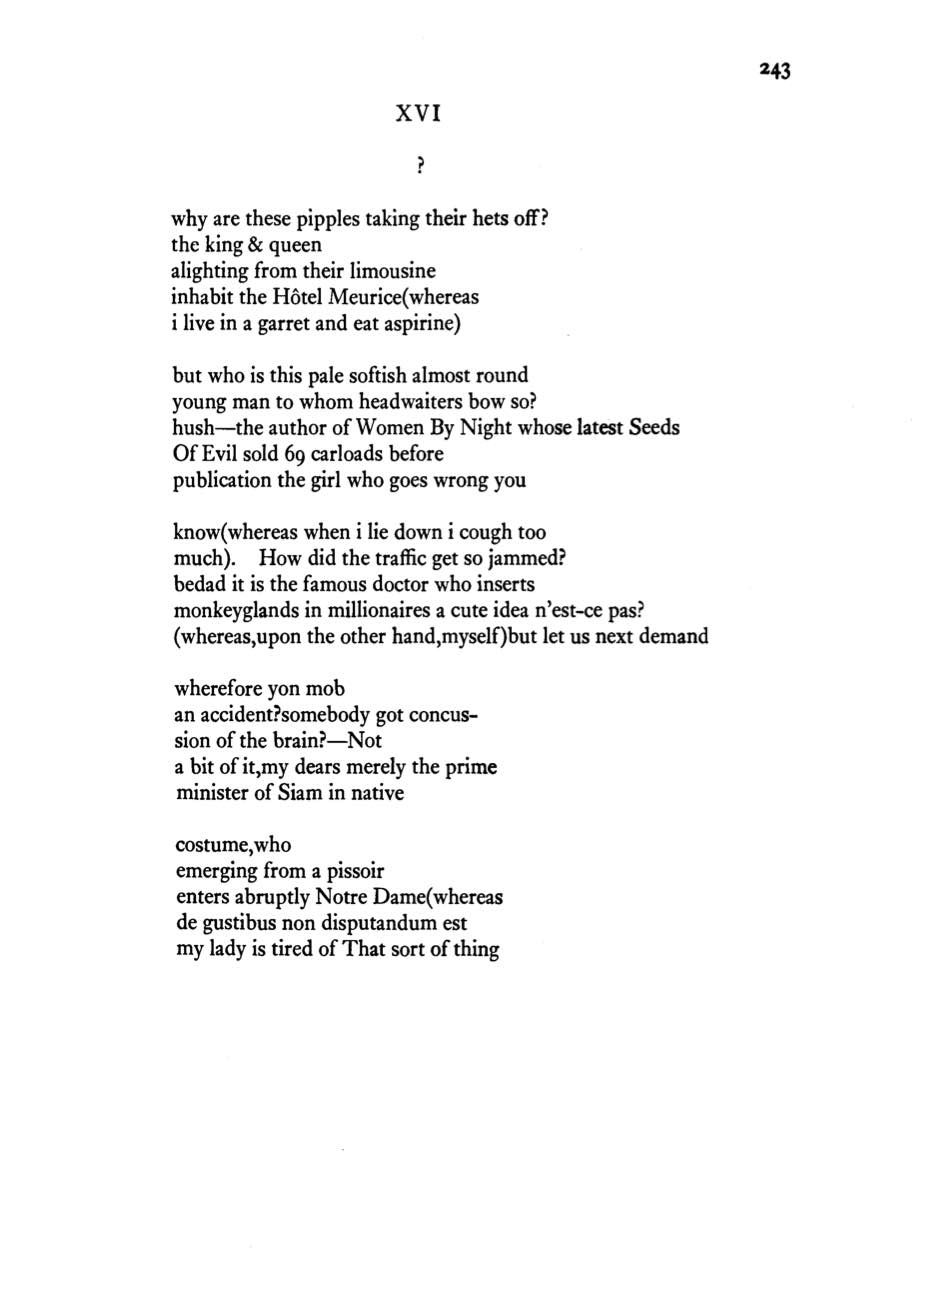 243
XVI
?
why are these pipples taking their hets off?
the king & queen
alighting from their limousine
inhabit the Hôtel Meurice(whereas
i live in a garret and eat aspirine)
but who is this pale softish almost round
young man to whom headwaiters bow so?
hush—the author of Women By Night whose latest Seeds
Of Evil sold 69 carloads before
publication the girl who goes wrong you
know(whereas when i lie down i cough too
much). How did the traffic get so jammed?
bedad it is the famous doctor who inserts
monkeyglands in millionaires a cute idea n'est-ce pas?
(whereas,upon the other hand,myself)but let us next demand
wherefore yon mob
an accident?somebody got concus-
sion of the brain?—Not
a bit of it,my dears merely the prime
minister of Siam in native
costume,who
emerging from a pissoir
enters abruptly Notre Dame(whereas
de gustibus non disputandum est
my lady is tired of That sort of thing